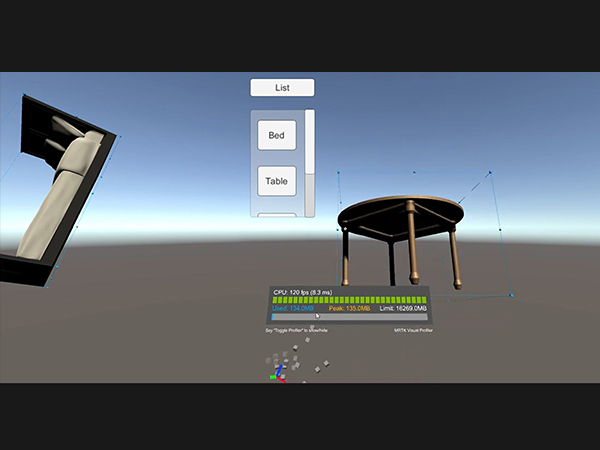 List
Bed
Table
CPU: 120 fps (8.3 ms)
Used: 134.0MB Peak: 135.0MB Limit: 16269.0MB
Say "Toggle Profiler" to show/hide MRTK Visual Profiler